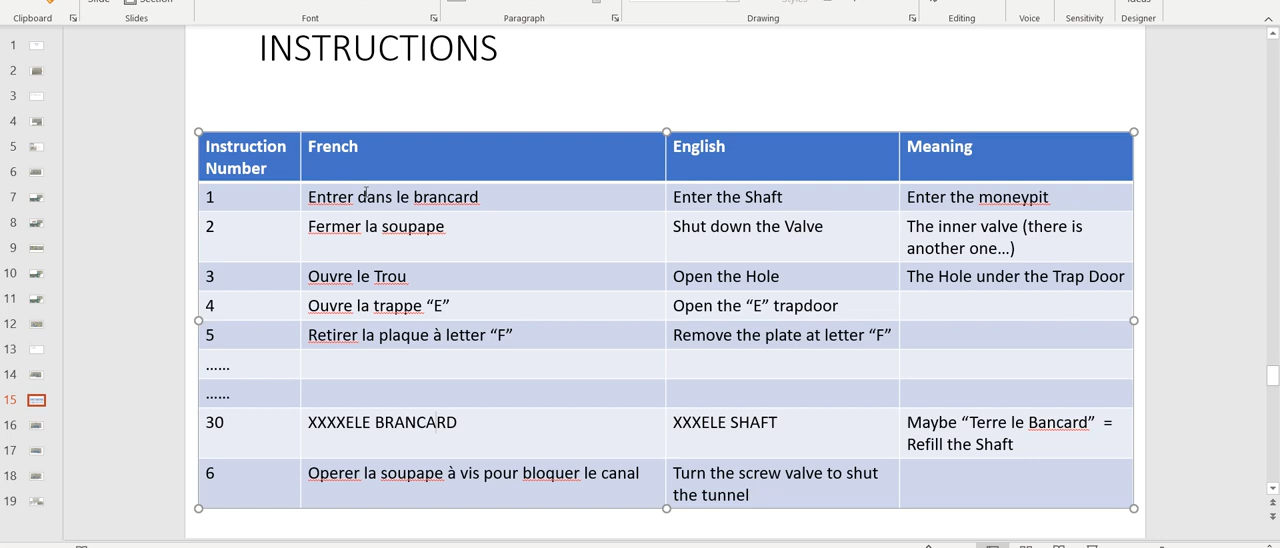 Slide
Section
Styles
Ideas
Clipboard
Slides
Font
Paragraph
Drawing
Editing
Voice
Sensitivity
Designer
INSTRUCTIONS
Instruction Number French English Meaning
1 Entrer dans le brancard Enter the Shaft Enter the moneypit
2 Fermer la soupape Shut down the Valve The inner valve (there is
another one…)
3 Ouvre le Trou Open the Hole The Hole under the Trap Door
4 Ouvre la trappe “E” Open the “E” trapdoor
5 Retirer la plaque à letter “F” Remove the plate at letter “F”
……
……
30 XXXXELE BRANCARD XXXELE SHAFT Maybe “Terre le Bancard” =
Refill the Shaft
6 Operer la soupape à vis pour bloquer le canal Turn the screw valve to shut
the tunnel
1
2
3
4
5
6
7
8
9
10
11
12
13
14
15
16
17
18
19